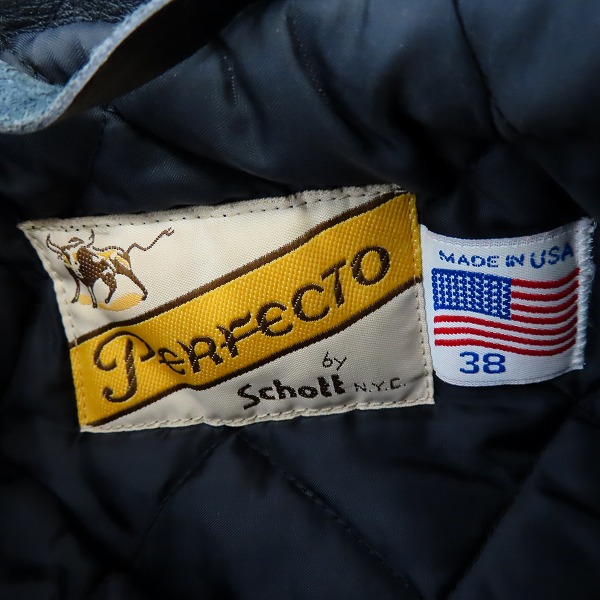 PERFECTO
by
Schott N.Y.C.
MADE IN USA
38